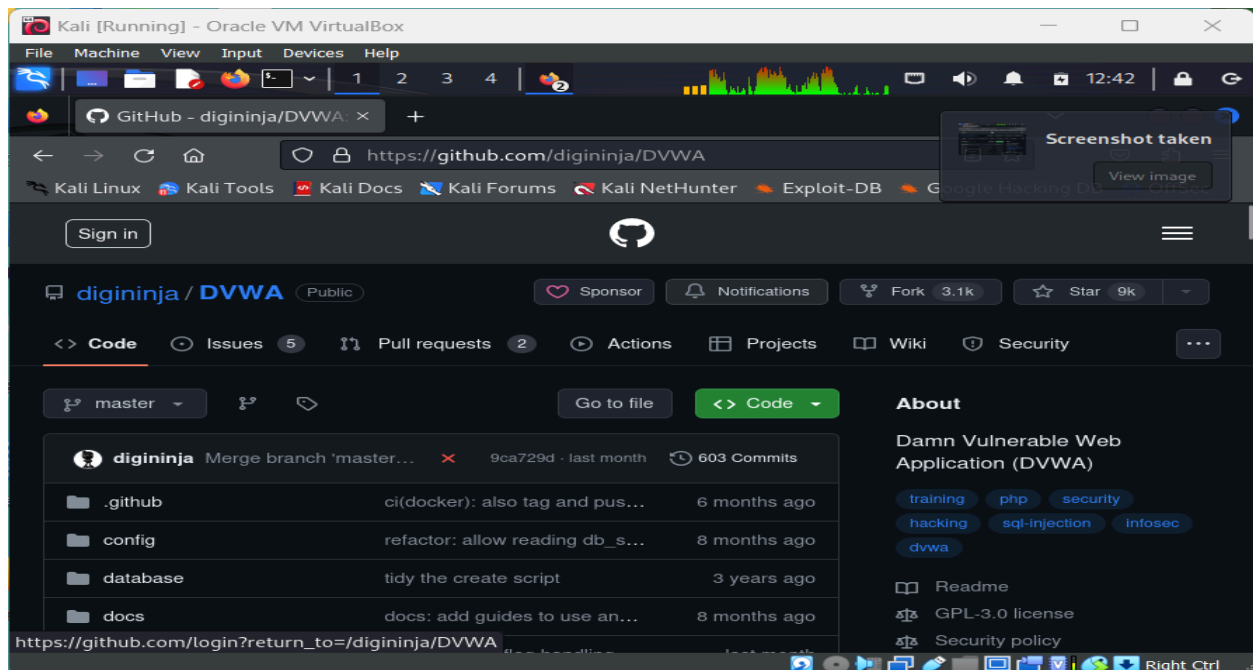 Kali [Running] - Oracle VM VirtualBox
File Machine View Input Devices Help
1 2 3 4 2 12:42
GitHub - digininja/DVWA:
Screenshot taken
https://github.com/digininja/DVWA
View image
Kali Linux Kali Tools Kali Docs Kali Forums Kali NetHunter Exploit-DB Google Hacking DB OffSec
Sign in
digininja / DVWA Public Sponsor Notifications Fork 3.1k Star 9k
<> Code Issues 5 Pull requests 2 Actions Projects Wiki Security ...
master Go to file <> Code About
Damn Vulnerable Web
Application (DVWA)
digininja Merge branch 'master... 9ca729d · last month 603 Commits
training php security
.github ci(docker): also tag and pus... 6 months ago
hacking sql-injection infosec
config refactor: allow reading db_s... 8 months ago
dvwa
database tidy the create script 3 years ago
Readme
docs docs: add guides to use an... 8 months ago
GPL-3.0 license
https://github.com/login?return_to=/digininja/DVWA
Security policy
Right Ctrl